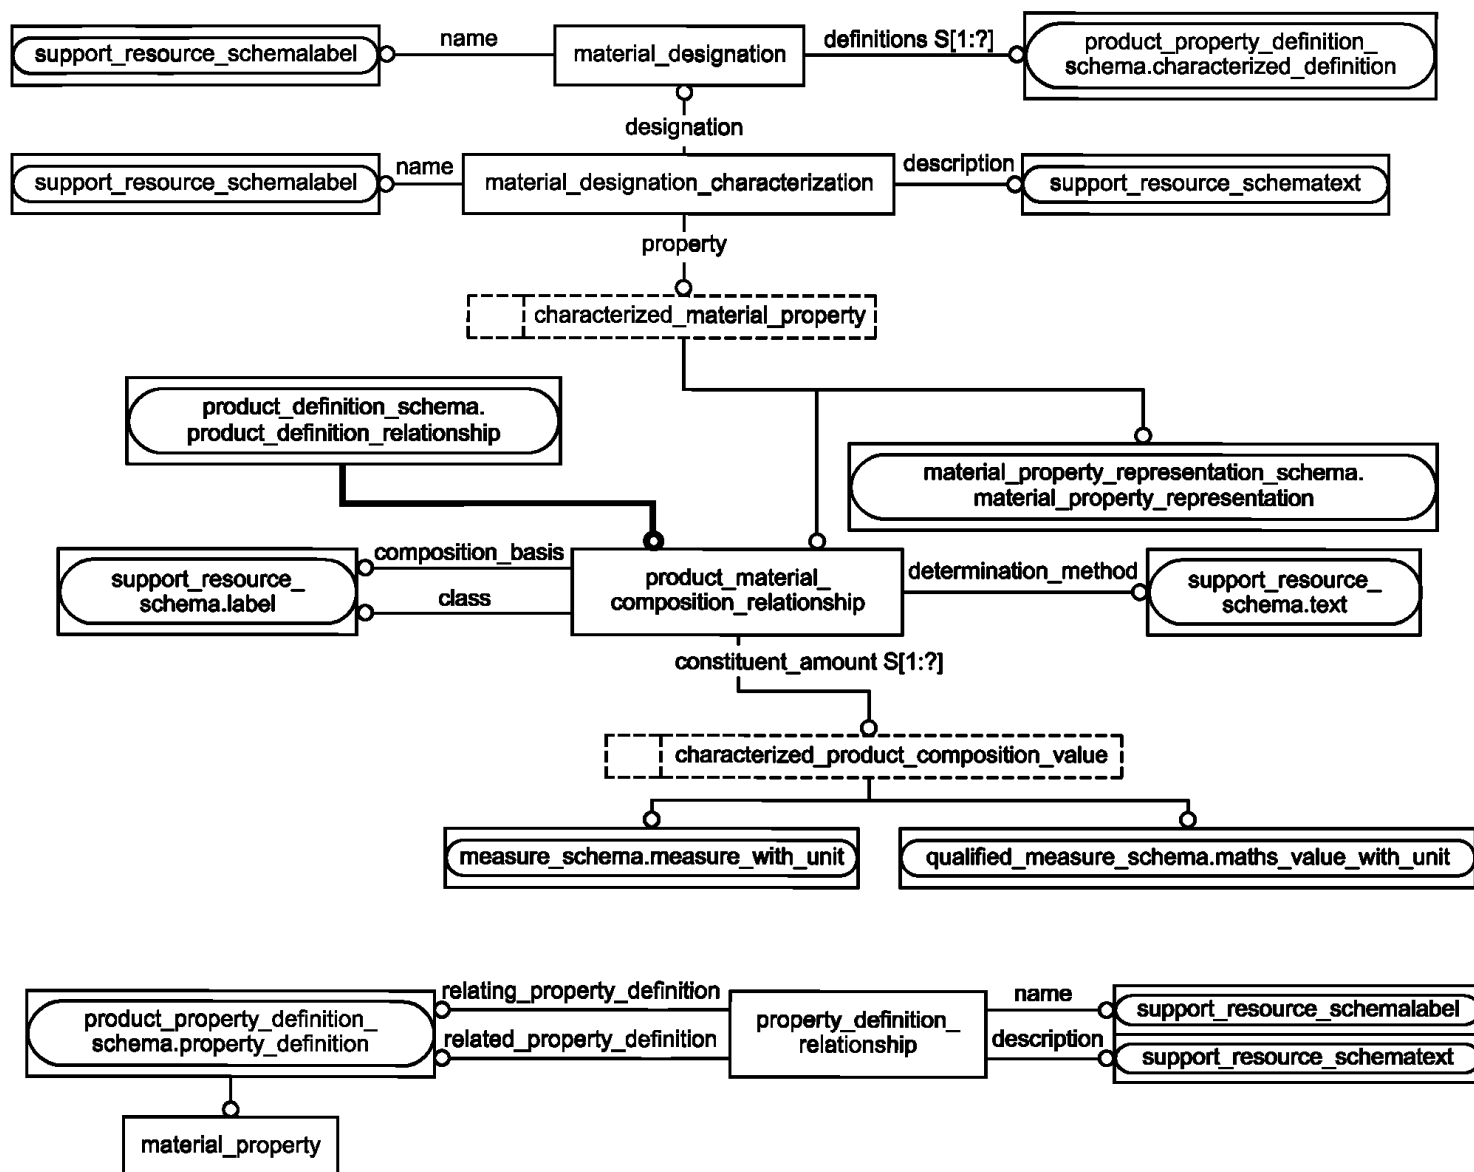 support_resource_schemalabel
name
material_designation
definitions S[1:?]
product_property_definition_
schema.characterized_definition
designation
support_resource_schemalabel
name
material_designation_characterization
description
support_resource_schematext
property
characterized_material_property
product_definition_schema.
product_definition_relationship
material_property_representation_schema.
material_property_representation
support_resource_
schema.label
composition_basis
class
product_material_
composition_relationship
determination_method
support_resource_
schema.text
constituent_amount S[1:?]
characterized_product_composition_value
measure_schema.measure_with_unit
qualified_measure_schema.maths_value_with_unit
product_property_definition_
schema.property_definition
relating_property_definition
related_property_definition
property_definition_
relationship
name
description
support_resource_schemalabel
support_resource_schematext
material_property